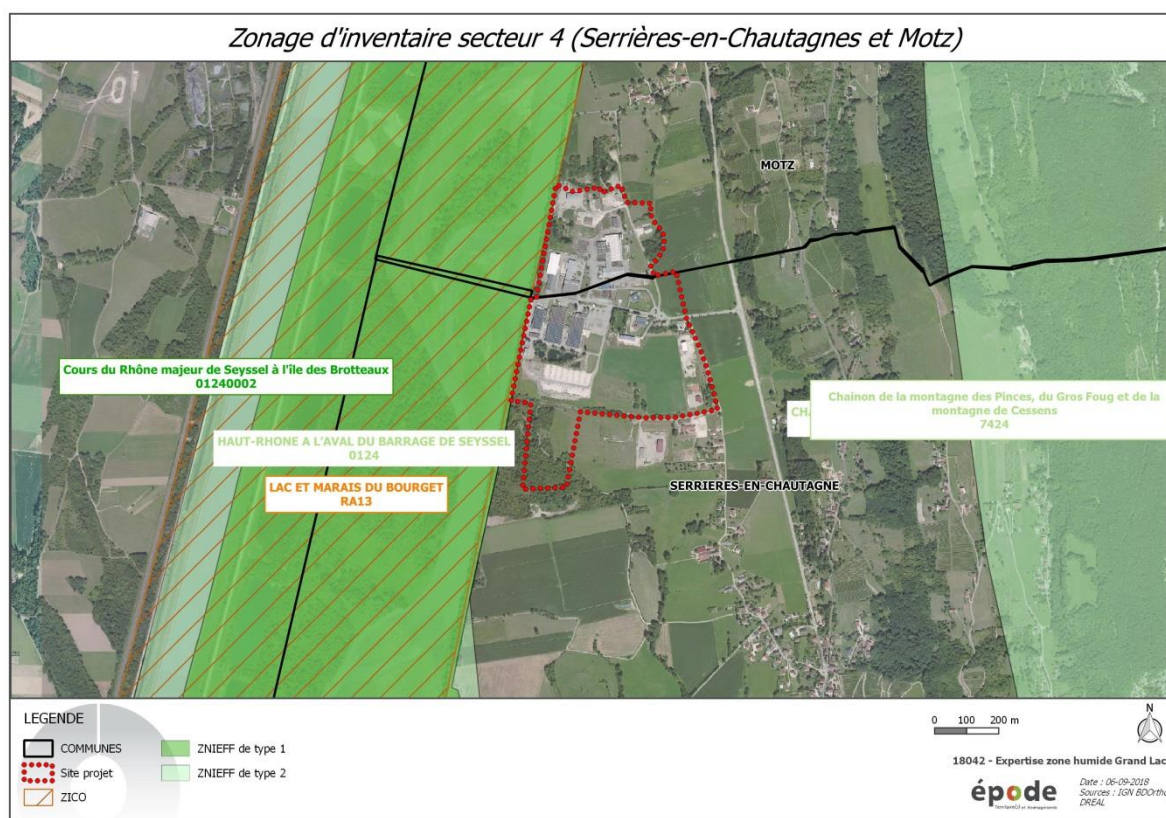 Zonage d'inventaire secteur 4 (Serrières-en-Chautagnes et Motz)
MOTZ
Cours du Rhône majeur de Seyssel à l'île des Brotteaux
01240002
Chainon de la montagne des Pinces, du Gros Foug et de la
montagne de Cessens
7424
CHA
HAUT-RHONE A L'AVAL DU BARRAGE DE SEYSSEL
0124
LAC ET MARAIS DU BOURGET
RA13
SERRIERES-EN-CHAUTAGNE
LEGENDE
COMMUNES
Site projet
ZICO
ZNIEFF de type 1
ZNIEFF de type 2
0 100 200 m
N
18042 - Expertise zone humide Grand Lac
épode
Date : 06-09-2018
Sources : IGN BDOrtho
DREAL